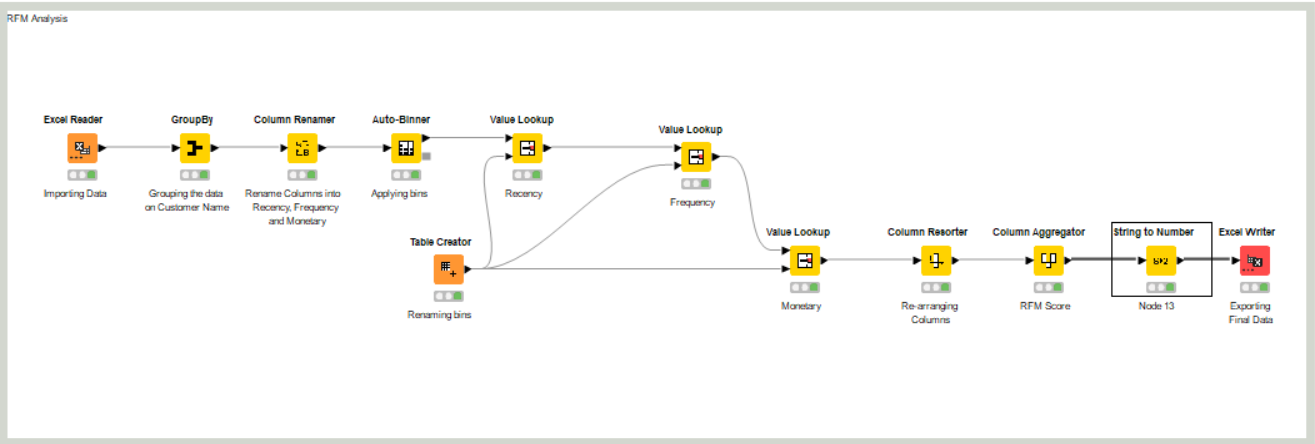 RFM Analysis
Excel Reader
Importing Data
GroupBy
Grouping the data
on Customer Name
Column Renamer
Rename Columns into
Recency, Frequency
and Monetary
Auto-Binner
Applying bins
Value Lookup
Recency
Value Lookup
Frequency
Table Creator
Renaming bins
Value Lookup
Monetary
Column Resorter
Re-arranging
Columns
Column Aggregator
RFM Score
String to Number
Node 13
Excel Writer
Exporting
Final Data